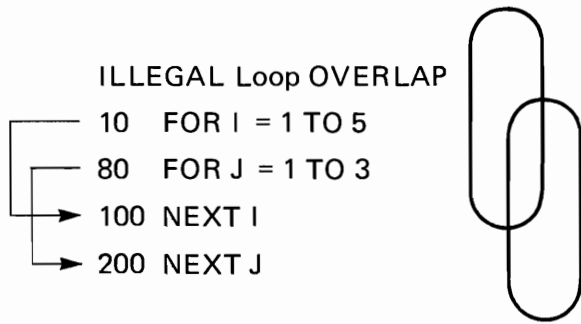 ILLEGAL Loop OVERLAP
10 FOR I = 1 TO 5
80 FOR J = 1 TO 3
100 NEXT I
200 NEXT J